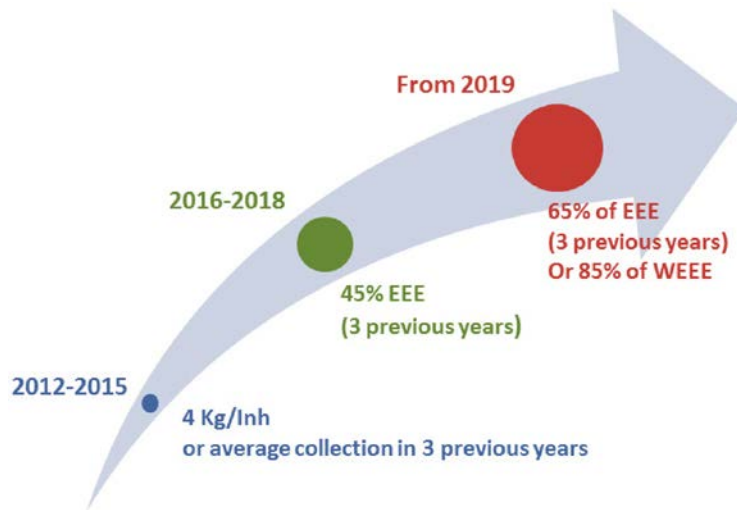 From 2019
65% of EEE
(3 previous years)
Or 85% of WEEE
2016-2018
45% EEE
(3 previous years)
2012-2015
4 Kg/Inh
or average collection in 3 previous years